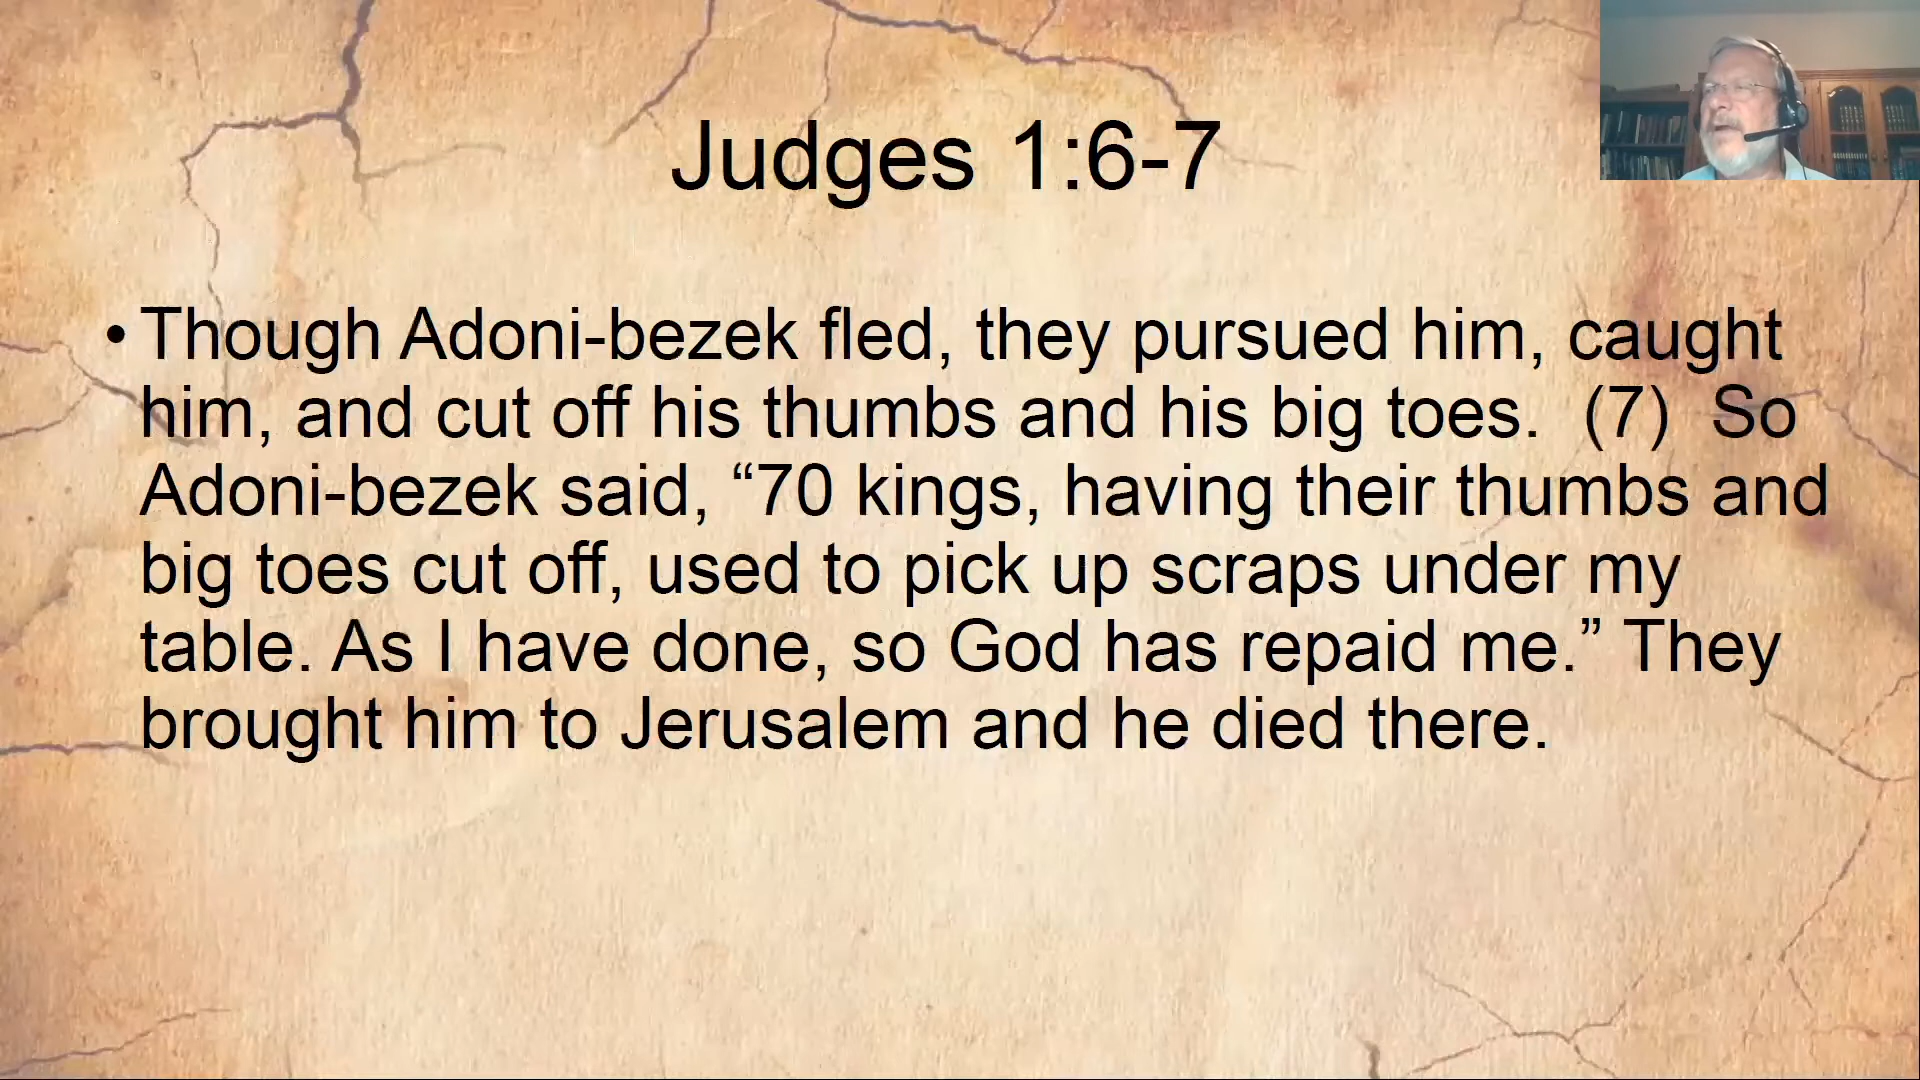 Judges 1:6-7
• Though Adoni-bezek fled, they pursued him, caught
him, and cut off his thumbs and his big toes.  (7)  So
Adoni-bezek said, “70 kings, having their thumbs and
big toes cut off, used to pick up scraps under my
table. As I have done, so God has repaid me.” They
brought him to Jerusalem and he died there.